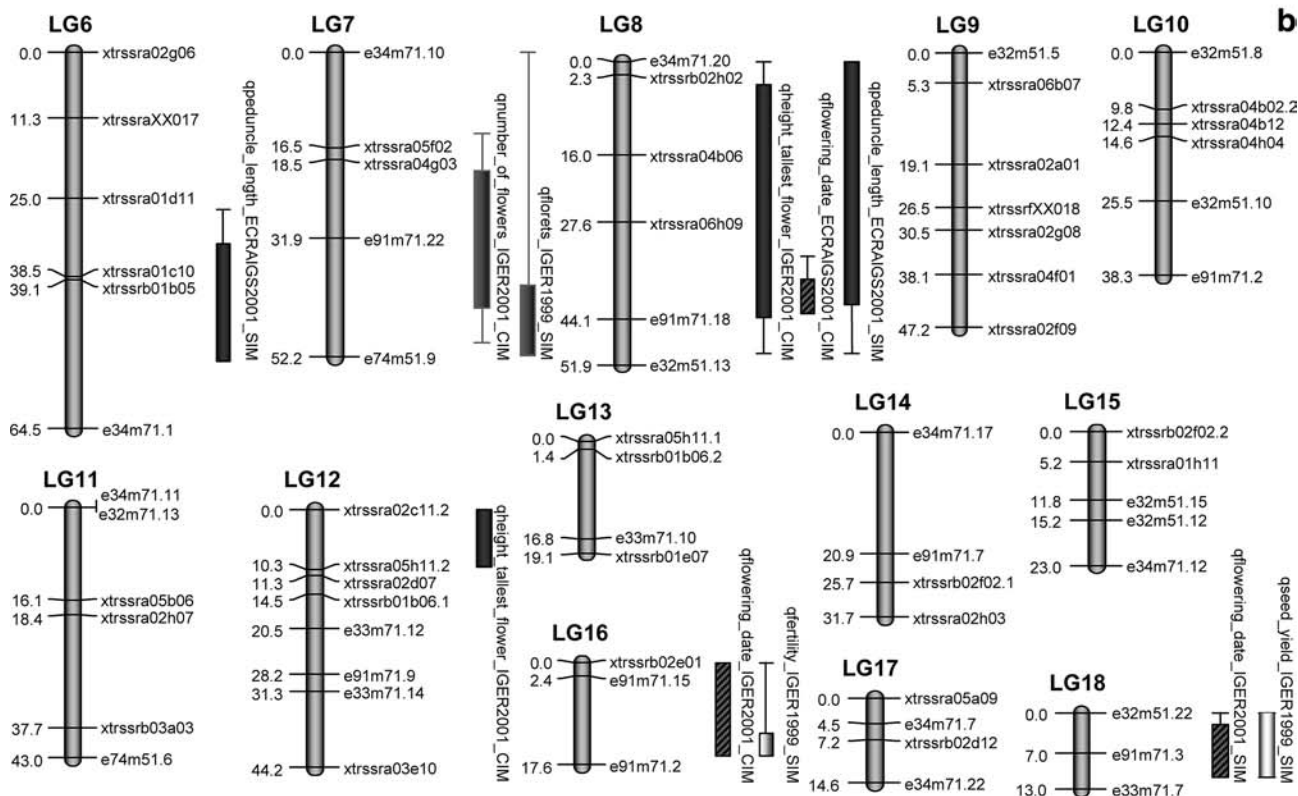 b
LG6
0.0 xtrssra02g06
11.3 xtrssraXX017
25.0 xtrssra01d11
38.5 xtrssra01c10
39.1 xtrssrb01b05
64.5 e34m71.1
qpeduncle_length_ECRAIGS2001_SIM
LG7
0.0 e34m71.10
16.5 xtrssra05f02
18.5 xtrssra04g03
31.9 e91m71.22
52.2 e74m51.9
qnumber_of_flowers_IGER2001_CIM
qflorets_IGER1999_SIM
LG8
0.0 e34m71.20
2.3 xtrssrb02h02
16.0 xtrssra04b06
27.6 xtrssra06h09
44.1 e91m71.18
51.9 e32m51.13
qheight_tallest_flower_IGER2001_CIM
qflowering_date_ECRAIGS2001_CIM
qpeduncle_length_ECRAIGS2001_SIM
LG9
0.0 e32m51.5
5.3 xtrssra06b07
19.1 xtrssra02a01
26.5 xtrssrfXX018
30.5 xtrssra02g08
38.1 xtrssra04f01
47.2 xtrssra02f09
LG10
0.0 e32m51.8
9.8 xtrssra04b02.2
12.4 xtrssra04b12
14.6 xtrssra04h04
25.5 e32m51.10
38.3 e91m71.2
LG11
0.0 e34m71.11
e32m71.13
16.1 xtrssra05b06
18.4 xtrssra02h07
37.7 xtrssrb03a03
43.0 e74m51.6
LG12
0.0 xtrssra02c11.2
10.3 xtrssra05h11.2
11.3 xtrssra02d07
14.5 xtrssrb01b06.1
20.5 e33m71.12
28.2 e91m71.9
31.3 e33m71.14
44.2 xtrssra03e10
qheight_tallest_flower_IGER2001_CIM
LG13
0.0 xtrssra05h11.1
1.4 xtrssrb01b06.2
16.8 e33m71.10
19.1 xtrssrb01e07
LG14
0.0 e34m71.17
20.9 e91m71.7
25.7 xtrssrb02f02.1
31.7 xtrssra02h03
LG15
0.0 xtrssrb02f02.2
5.2 xtrssra01h11
11.8 e32m51.15
15.2 e32m51.12
23.0 e34m71.12
LG16
0.0 xtrssrb02e01
2.4 e91m71.15
17.6 e91m71.2
qflowering_date_IGER2001_CIM
qfertility_IGER1999_SIM
LG17
0.0 xtrssra05a09
4.5 e34m71.7
7.2 xtrssrb02d12
14.6 e34m71.22
LG18
0.0 e32m51.22
7.0 e91m71.3
13.0 e33m71.7
qflowering_date_IGER2001_SIM
qseed_yield_IGER1999_SIM